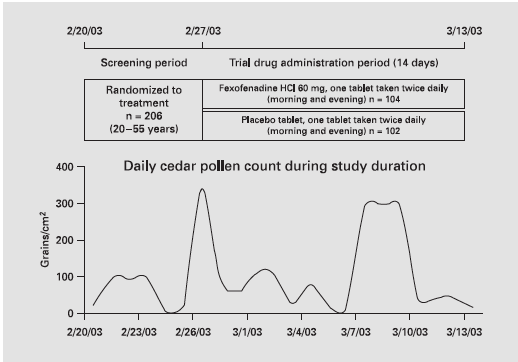 2/20/03 2/27/03 3/13/03
Screening period Trial drug administration period (14 days)
Randomized to
treatment
n = 206
(20–55 years)
Fexofenadine HCl 60 mg, one tablet taken twice daily
(morning and evening) n = 104
Placebo tablet, one tablet taken twice daily
(morning and evening) n = 102
Daily cedar pollen count during study duration
Grains/cm²
400
300
200
100
0
2/20/03 2/23/03 2/26/03 3/1/03 3/4/03 3/7/03 3/10/03 3/13/03